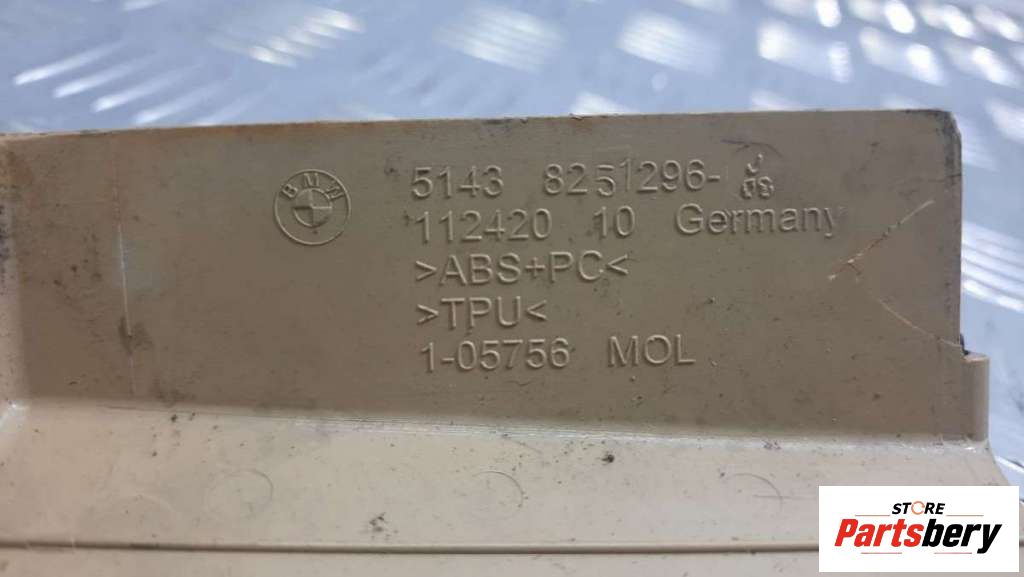 BMW
5143 8251296-
112420 10 Germany
>ABS+PC<
>TPU<
1-05756 MOL
STORE
Partsbery